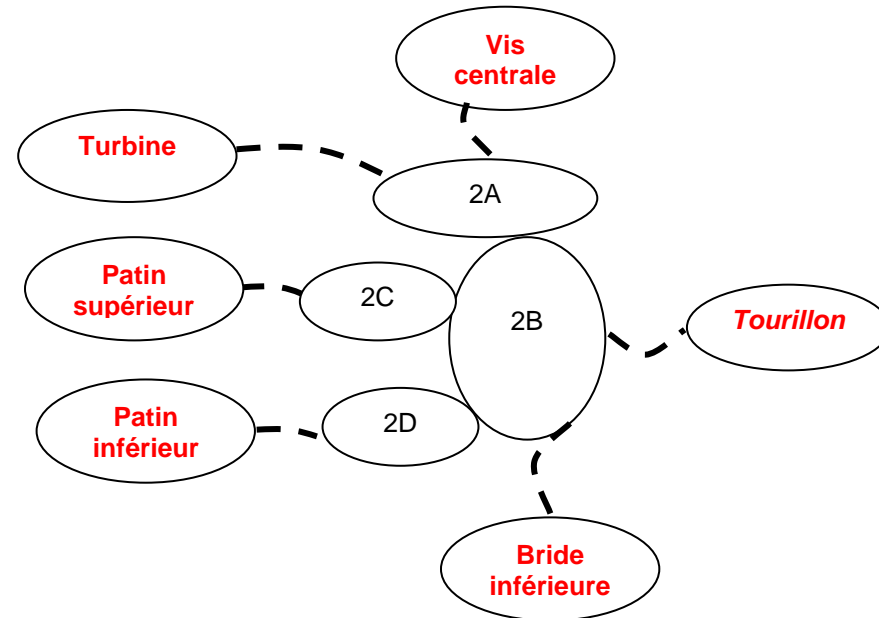 Vis
centrale
Turbine
2A
Patin
supérieur
2C
2B
Tourillon
Patin
inférieur
2D
Bride
inférieure